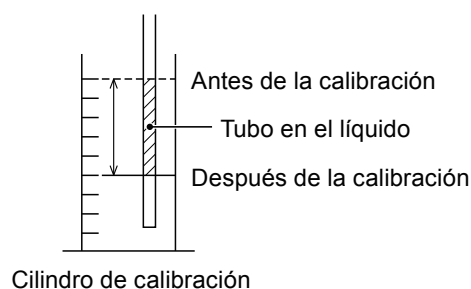 Antes de la calibración
Tubo en el líquido
Después de la calibración
Cilindro de calibración